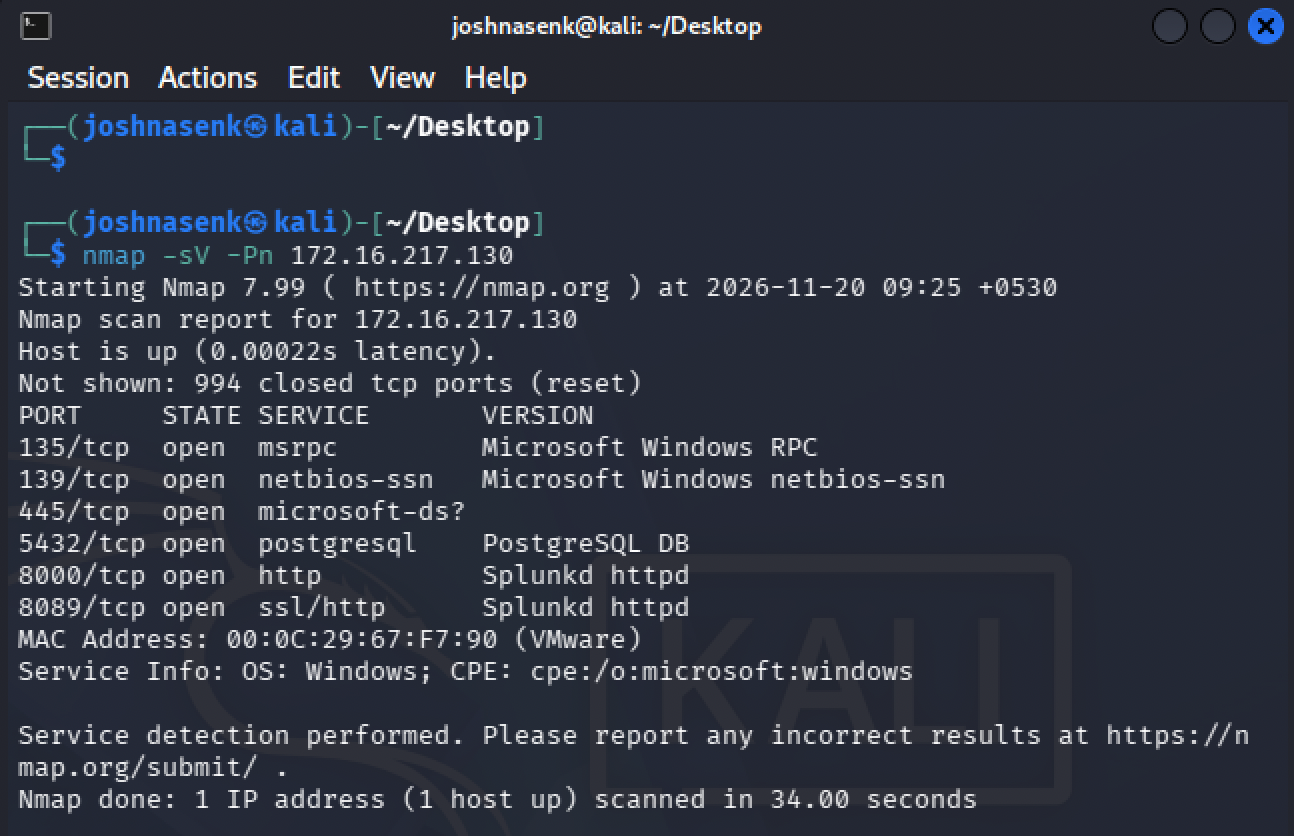 joshnasenk@kali: ~/Desktop
Session Actions Edit View Help
┌──(joshnasenk㉿kali)-[~/Desktop]
└─$
┌──(joshnasenk㉿kali)-[~/Desktop]
└─$ nmap -sV -Pn 172.16.217.130
Starting Nmap 7.99 ( https://nmap.org ) at 2026-11-20 09:25 +0530
Nmap scan report for 172.16.217.130
Host is up (0.00022s latency).
Not shown: 994 closed tcp ports (reset)
PORT     STATE SERVICE       VERSION
135/tcp  open  msrpc         Microsoft Windows RPC
139/tcp  open  netbios-ssn   Microsoft Windows netbios-ssn
445/tcp  open  microsoft-ds?
5432/tcp open  postgresql    PostgreSQL DB
8000/tcp open  http          Splunkd httpd
8089/tcp open  ssl/http      Splunkd httpd
MAC Address: 00:0C:29:67:F7:90 (VMware)
Service Info: OS: Windows; CPE: cpe:/o:microsoft:windows
Service detection performed. Please report any incorrect results at https://n
map.org/submit/ .
Nmap done: 1 IP address (1 host up) scanned in 34.00 seconds
KALI